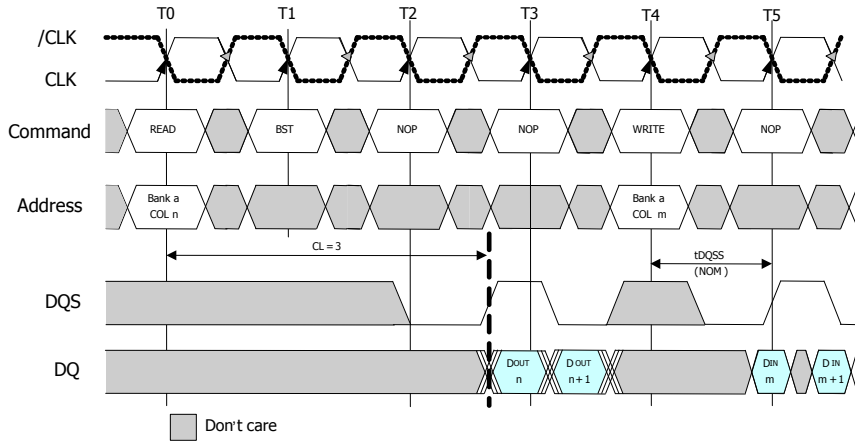 T0 T1 T2 T3 T4 T5
/CLK
CLK
Command READ BST NOP NOP WRITE NOP
Address Bank a COL n Bank a COL m
CL = 3
tDQSS
(NOM)
DQS
DQ DOUT n DOUT n+1 DIN m DIN m+1
Don't care